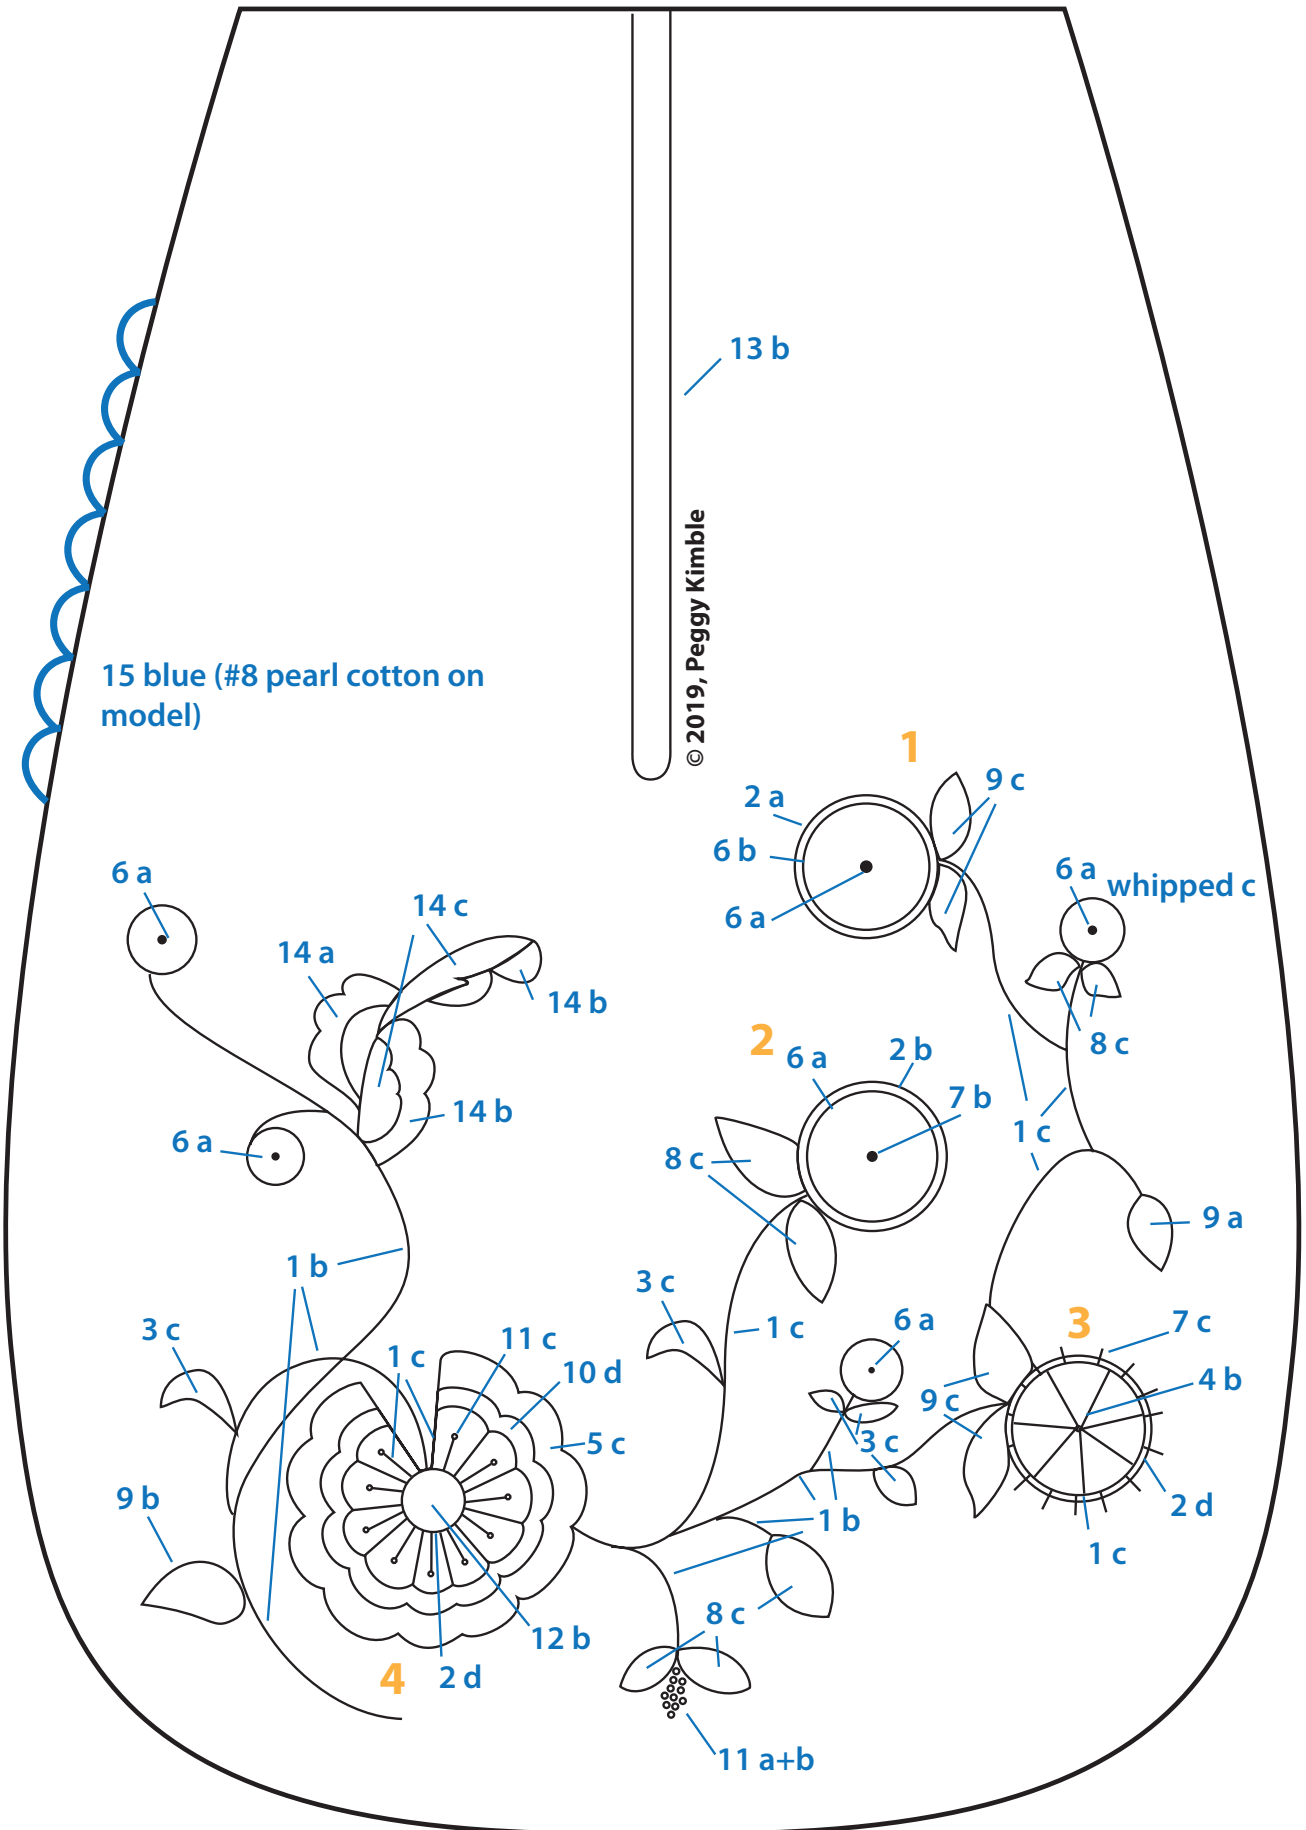 13 b
© 2019, Peggy Kimble
15 blue (#8 pearl cotton on
model)
1
9 c
2 a
6 b
6 a
6 a
whipped c
6 a
14 c
14 a
14 b
8 c
2
6 a
2 b
7 b
14 b
1 c
6 a
8 c
9 a
1 b
3 c
3 c
1 c
6 a
3
7 c
11 c
1 c
10 d
4 b
9 c
5 c
3 c
9 b
1 b
2 d
1 c
8 c
12 b
4
2 d
11 a+b